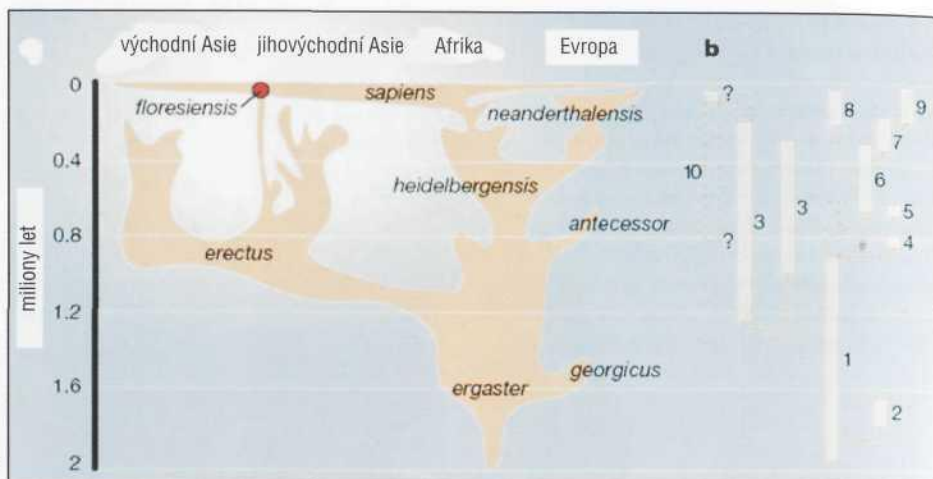 východní Asie jihovýchodní Asie Afrika Evropa b
0
floresiensis
sapiens
?
neanderthalensis
8
9
7
0.4
heidelbergensis
10
6
3
3
antecessor
5
0.8
?
4
erectus
miliony let
1.2
1
georgicus
1.6
ergaster
2
2